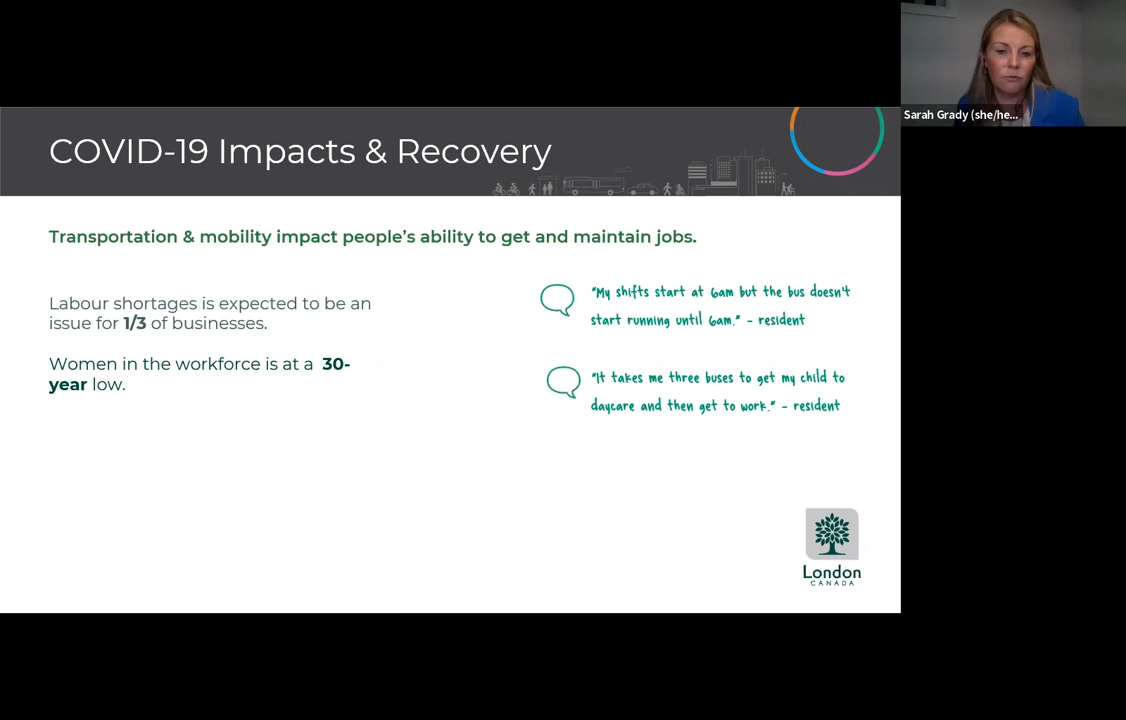 Sarah Grady (she/he...
COVID-19 Impacts & Recovery
Transportation & mobility impact people's ability to get and maintain jobs.
Labour shortages is expected to be an
issue for 1/3 of businesses.
Women in the workforce is at a 30-
year low.
"My shifts start at 6am but the bus doesn't
start running until 6am." - resident
"It takes me three buses to get my child to
daycare and then get to work." - resident
London
CANADA